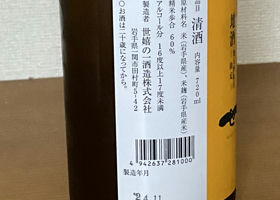 品目 清酒 内容量 720ml
原材料名 米(岩手県産米)、米麹(岩手県産米)
精米歩合 60%
アルコール分 16度以上17度未満
製造者 世嬉の一酒造株式会社
岩手県一関市田村町5-42
○お酒は二十歳になってから。
4942637281000
製造年月
24.11